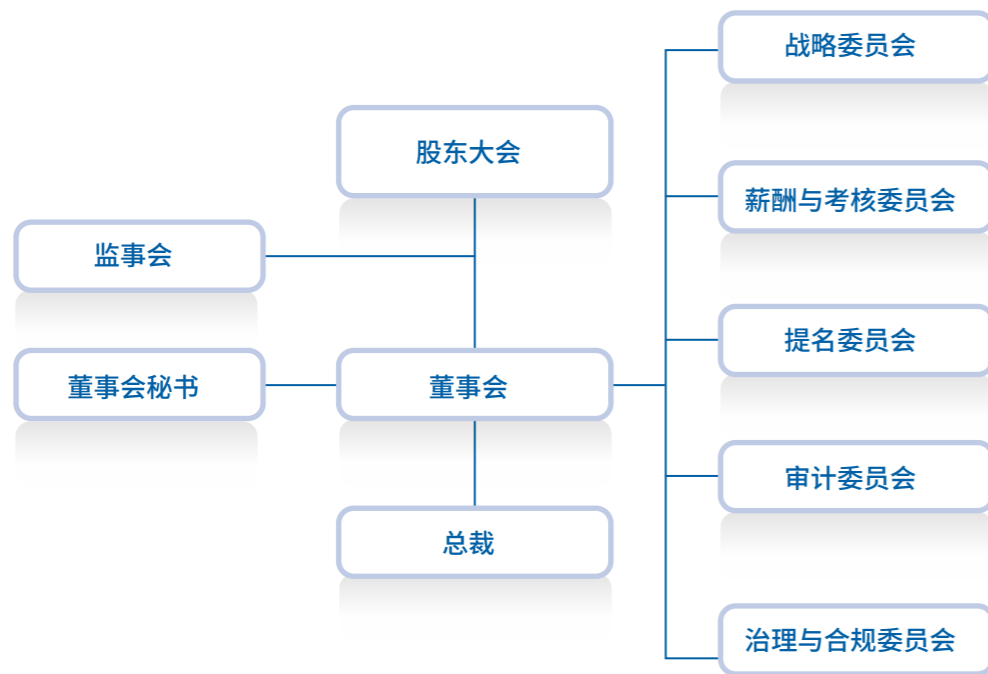 战略委员会
股东大会
薪酬与考核委员会
监事会
提名委员会
董事会秘书
董事会
审计委员会
总裁
治理与合规委员会